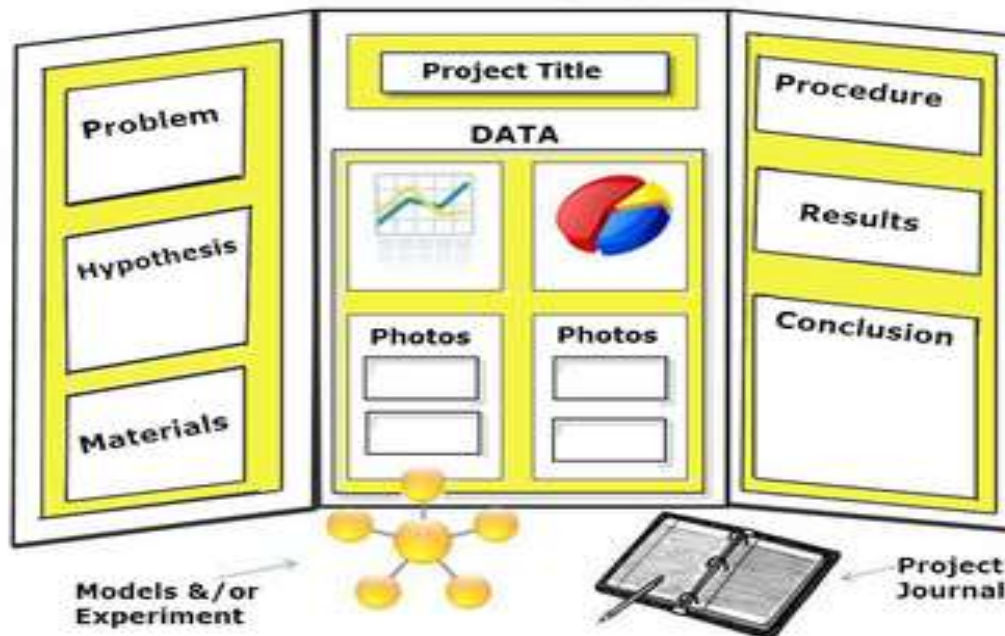 Project Title
DATA
Problem
Hypothesis
Materials
Photos
Photos
Procedure
Results
Conclusion
Models &/or
Experiment
Project
Journal